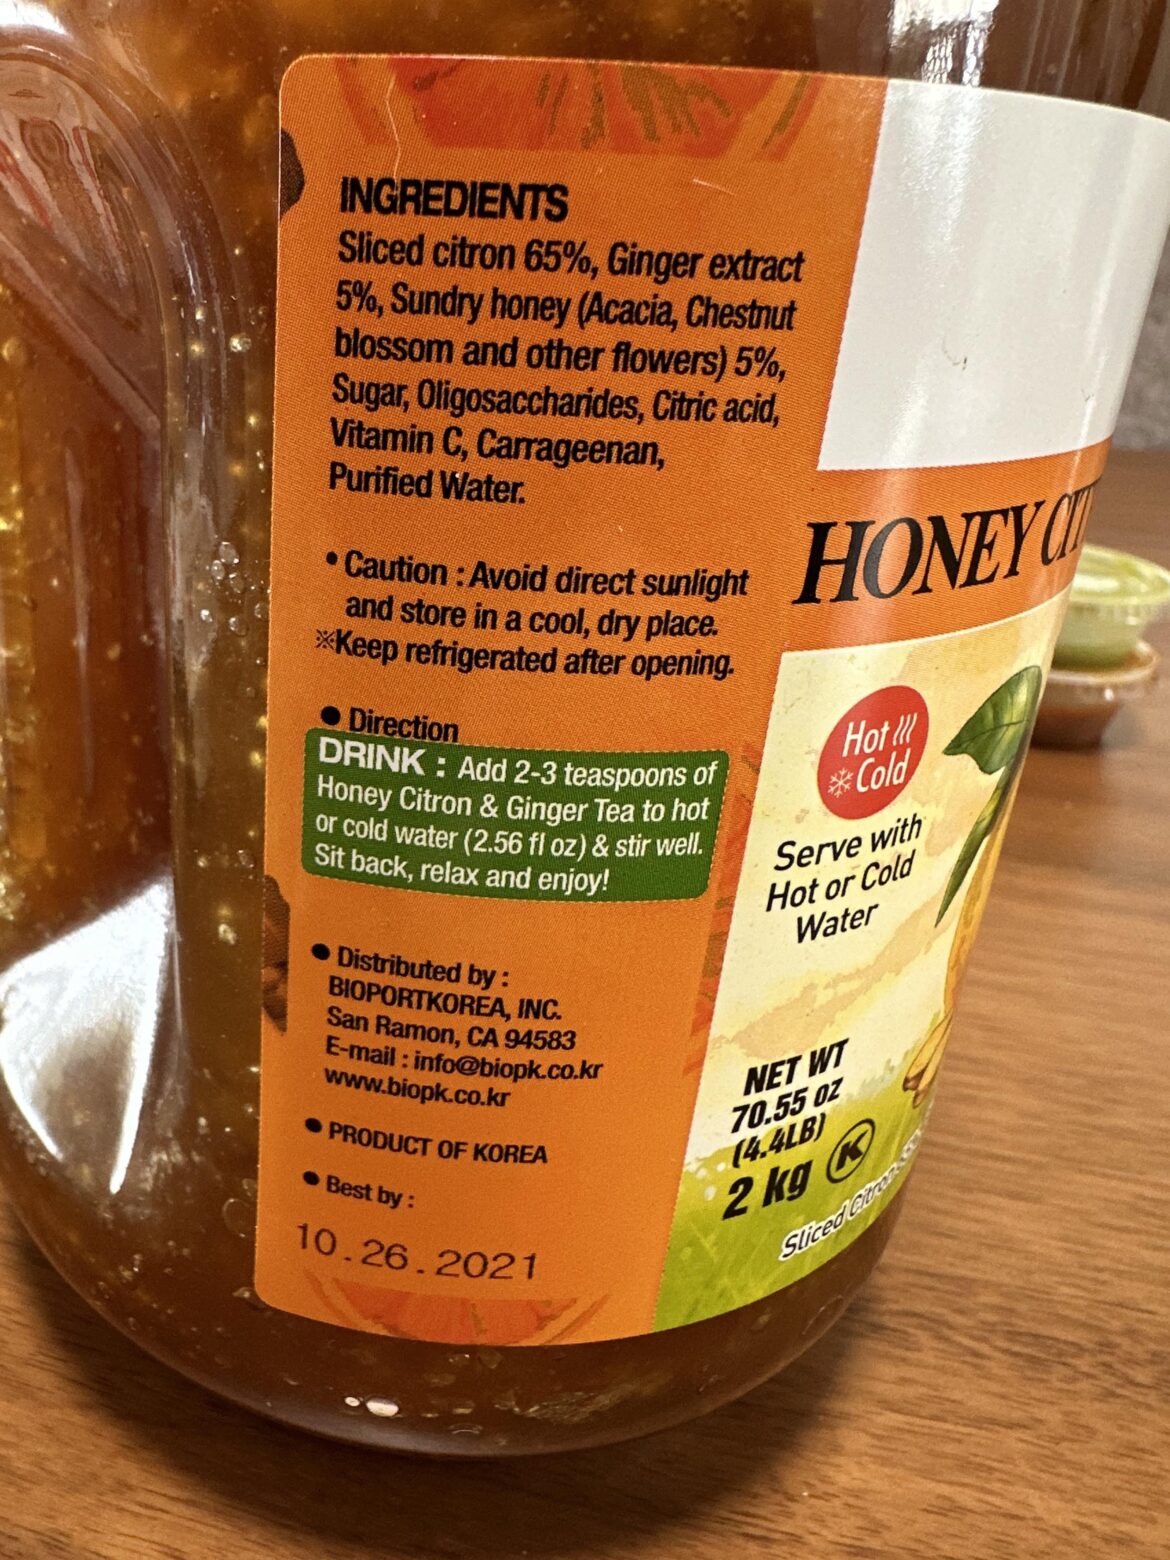 INGREDIENTS
Sliced citron 65%, Ginger extract
5%, Sundry honey (Acacia, Chestnut
blossom and other flowers) 5%,
Sugar, Oligosaccharides, Citric acid,
Vitamin C, Carrageenan,
Purified Water.
• Caution : Avoid direct sunlight
and store in a cool, dry place.
※Keep refrigerated after opening.
● Direction
DRINK : Add 2-3 teaspoons of
Honey Citron & Ginger Tea to hot
or cold water (2.56 fl oz) & stir well.
Sit back, relax and enjoy!
● Distributed by :
BIOPORTKOREA, INC.
San Ramon, CA 94583
E-mail : info@biopk.co.kr
www.biopk.co.kr
● PRODUCT OF KOREA
● Best by :
10.26.2021
HONEY
Hot
Cold
Serve with
Hot or Cold
Water
NET WT
70.55 oz
(4.4LB)
2 kg K
Sliced Citron